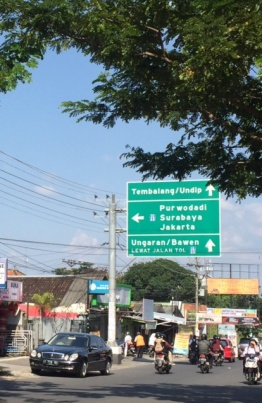 Tembalang/Undip
Purwodadi
Surabaya
Jakarta
Ungaran/Bawen
LEWAT JALAN TOL